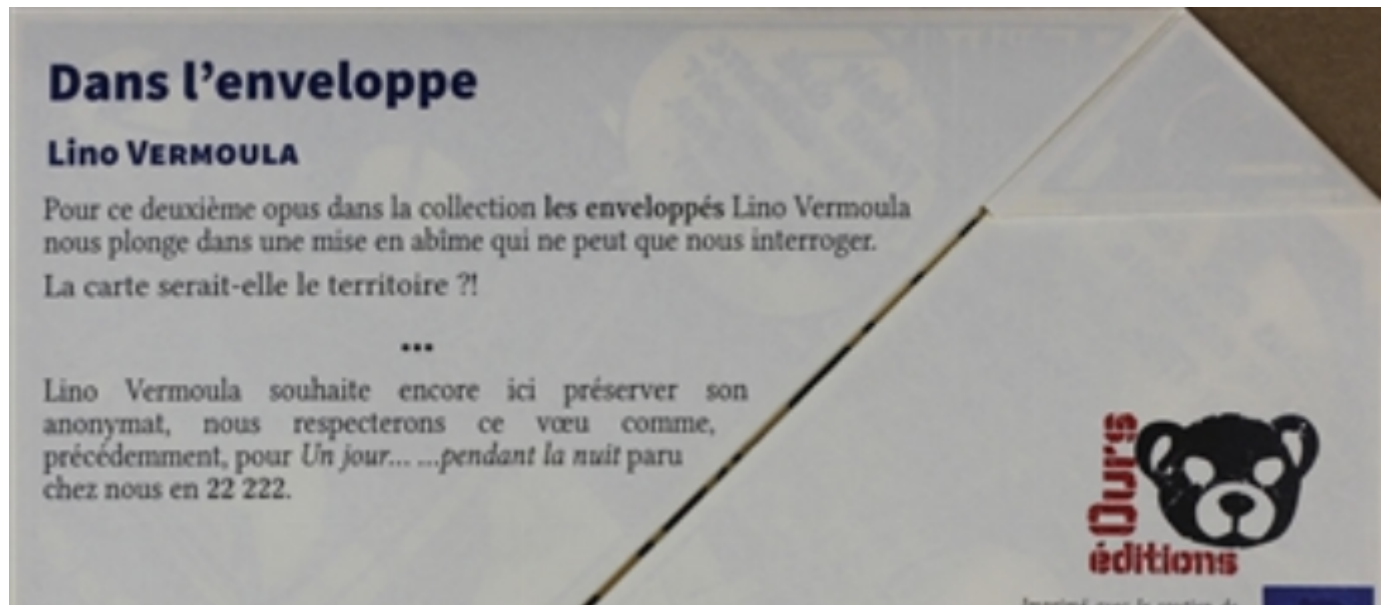 Dans l’enveloppe
Lino VERMOULA
Pour ce deuxième opus dans la collection les enveloppés Lino Vermoula
nous plonge dans une mise en abîme qui ne peut que nous interroger.
La carte serait-elle le territoire ?!
...
Lino Vermoula souhaite encore ici préserver son
anonymat, nous respecterons ce vœu comme,
précédemment, pour Un jour... ...pendant la nuit paru
chez nous en 22 222.
Ours
éditions